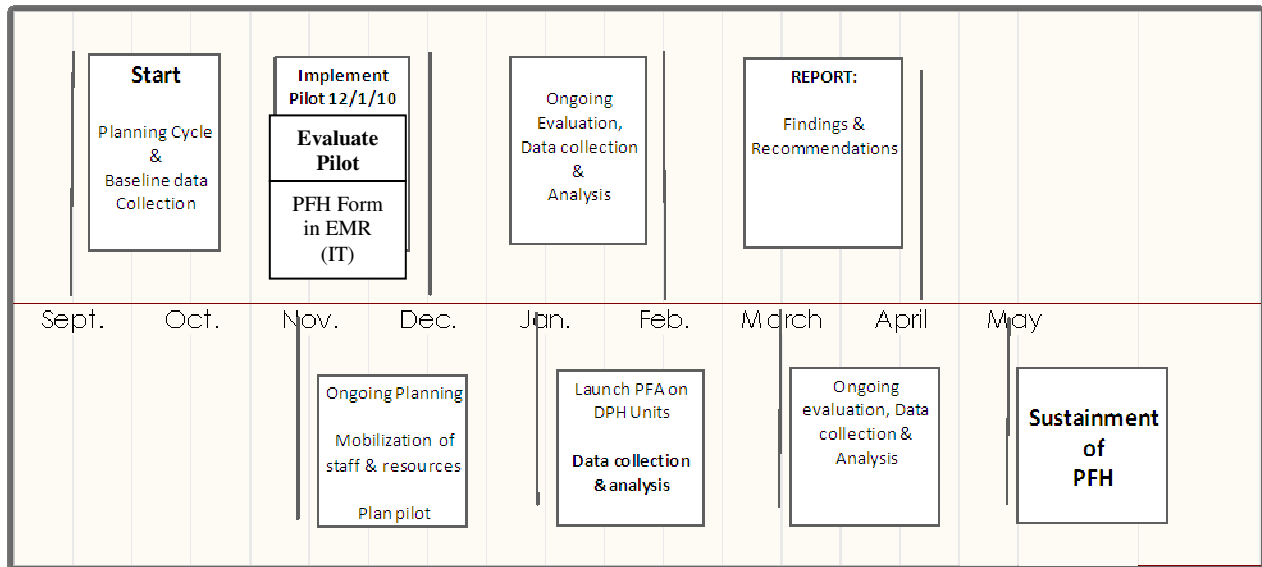 Start
Planning Cycle
&
Baseline data
Collection
Implement
Pilot 12/1/10
Evaluate
Pilot
PFH Form
in EMR
(IT)
Ongoing
Evaluation,
Data collection
&
Analysis
REPORT:
Findings &
Recommendations
Sept. Oct. Nov. Dec. Jan. Feb. March April May
Ongoing Planning
Mobilization of
staff & resources
Plan pilot
Launch PFA on
DPH Units
Data collection
& analysis
Ongoing
evaluation, Data
collection &
Analysis
Sustainment
of
PFH